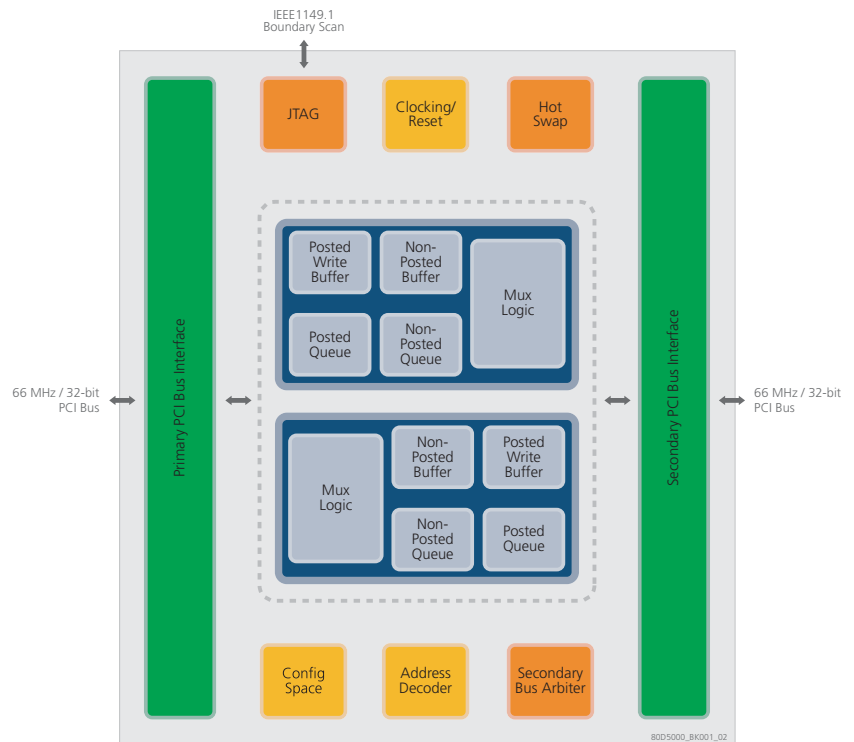 IEEE1149.1
Boundary Scan
JTAG
Clocking/
Reset
Hot
Swap
Primary PCI Bus Interface
Secondary PCI Bus Interface
Posted
Write
Buffer
Non-
Posted
Buffer
Mux
Logic
Posted
Queue
Non-
Posted
Queue
66 MHz / 32-bit
PCI Bus
66 MHz / 32-bit
PCI Bus
Mux
Logic
Non-
Posted
Buffer
Posted
Write
Buffer
Non-
Posted
Queue
Posted
Queue
Config
Space
Address
Decoder
Secondary
Bus Arbiter
80D5000_BK001_02